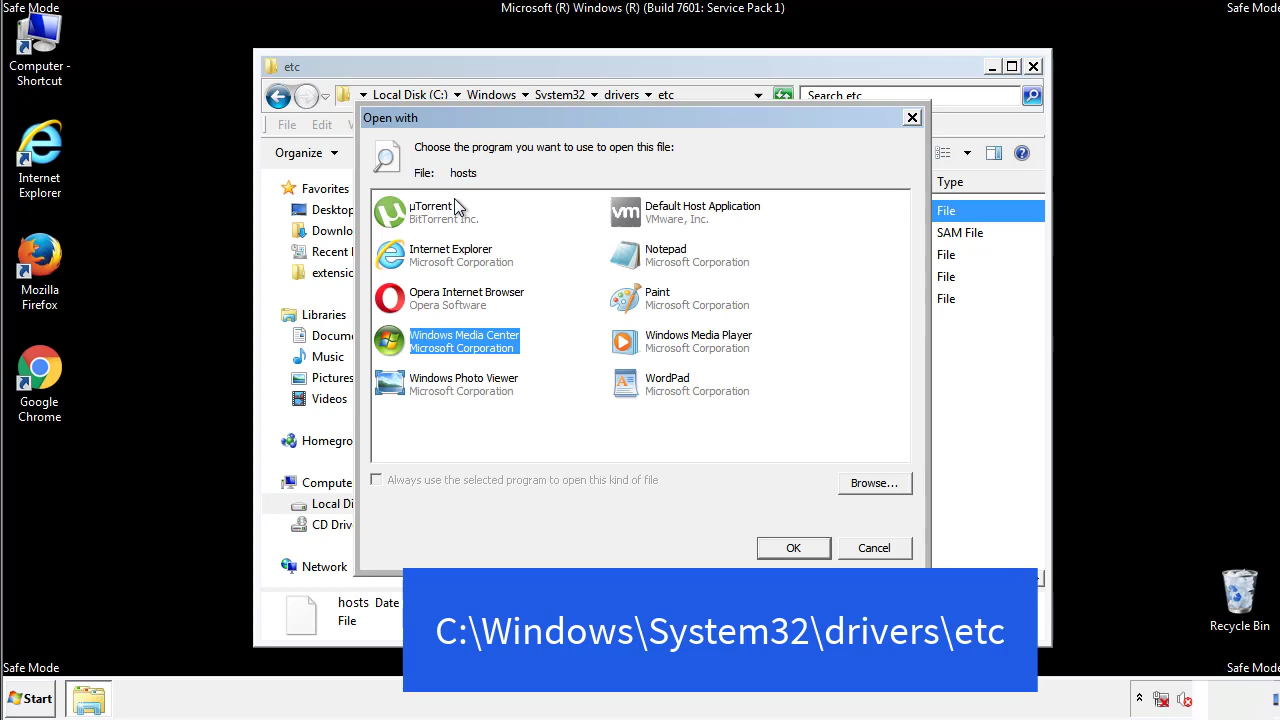 Safe Mode
Microsoft (R) Windows (R) (Build 7601: Service Pack 1)
Safe Mode
Computer -
Shortcut
Internet
Explorer
Mozilla
Firefox
Google
Chrome
etc
Local Disk (C:) Windows System32 drivers etc
Search etc
File Edit
Organize
Type
Favorites
Desktop
Downlo
Recent
extensio
Libraries
Docume
Music
Pictures
Videos
Homegro
Compute
Local Di
CD Driv
Network
File
SAM File
File
File
File
Open with
Choose the program you want to use to open this file:
File: hosts
µTorrent
BitTorrent Inc.
Default Host Application
VMware, Inc.
vm
Internet Explorer
Microsoft Corporation
Notepad
Microsoft Corporation
Opera Internet Browser
Opera Software
Paint
Microsoft Corporation
Windows Media Center
Microsoft Corporation
Windows Media Player
Microsoft Corporation
Windows Photo Viewer
Microsoft Corporation
WordPad
Microsoft Corporation
Always use the selected program to open this kind of file
Browse...
OK
Cancel
hosts Date
File
C:\Windows\System32\drivers\etc
Recycle Bin
Safe Mode
Safe Mode
Start